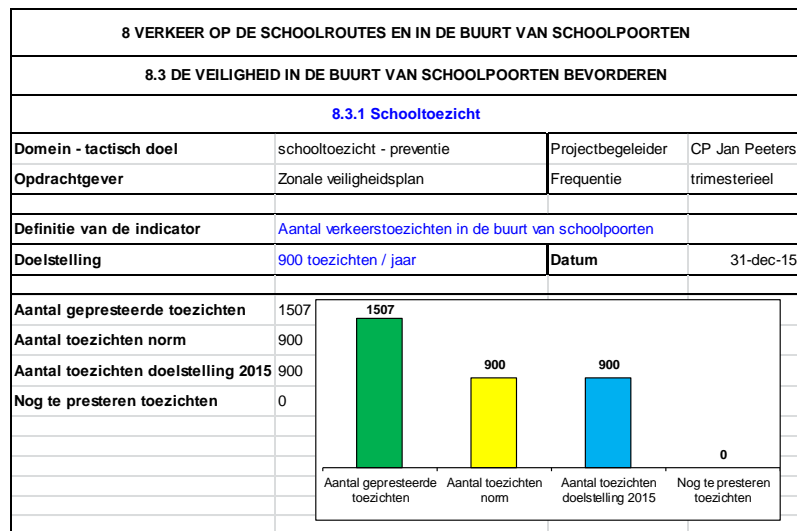 8 VERKEER OP DE SCHOOLROUTES EN IN DE BUURT VAN SCHOOLPOORTEN
8.3 DE VEILIGHEID IN DE BUURT VAN SCHOOLPOORTEN BEVORDEREN
8.3.1 Schooltoezicht
Domein - tactisch doel schooltoezicht - preventie Projectbegeleider CP Jan Peeters
Opdrachtgever Zonale veiligheidsplan Frequentie trimesterieel
Definitie van de indicator Aantal verkeerstoezichten in de buurt van schoolpoorten
Doelstelling 900 toezichten / jaar Datum 31-dec-15
Aantal gepresteerde toezichten 1507
Aantal toezichten norm 900
Aantal toezichten doelstelling 2015 900
Nog te presteren toezichten 0
1507
900
900
0
Aantal gepresteerde
toezichten
Aantal toezichten
norm
Aantal toezichten
doelstelling 2015
Nog te presteren
toezichten